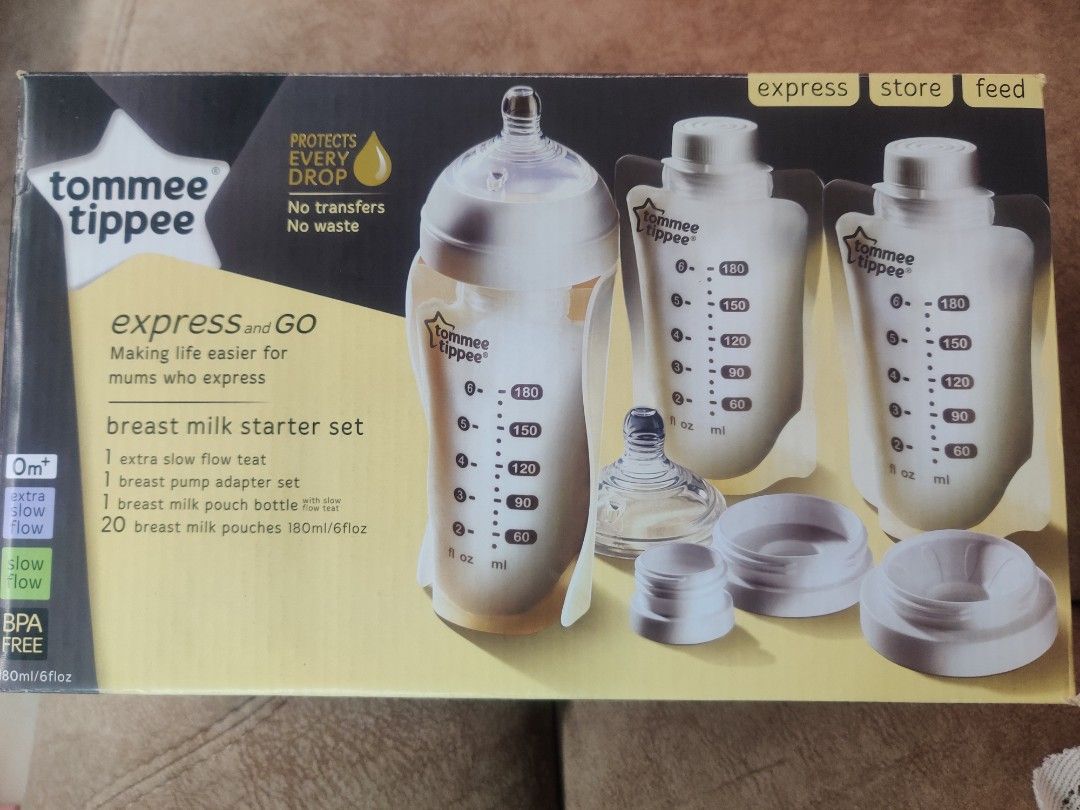 express store feed
tommee®
tippee
PROTECTS
EVERY
DROP
No transfers
No waste
express and GO
Making life easier for
mums who express
breast milk starter set
1 extra slow flow teat
1 breast pump adapter set
1 breast milk pouch bottle with slow flow teat
20 breast milk pouches 180ml/6floz
0m+
extra
slow
flow
slow
flow
BPA
FREE
80ml/6floz
tommee
tippee®
6- -180
5- -150
4- -120
3- -90
2- -60
fl oz ml
tommee
tippee®
6- -180
5- -150
4- -120
3- -90
2- -60
fl oz ml
tommee
tippee®
6- -180
5- -150
4- -120
3- -90
2- -60
fl oz ml